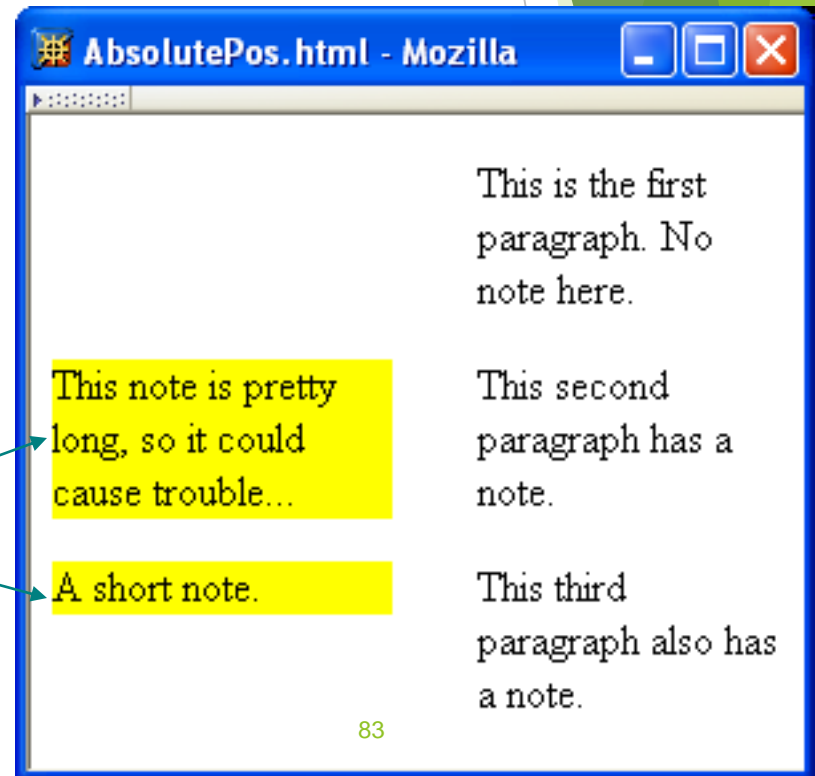 AbsolutePos.html - Mozilla
This is the first
paragraph. No
note here.
This note is pretty
long, so it could
cause trouble...
This second
paragraph has a
note.
A short note.
This third
paragraph also has
a note.
83